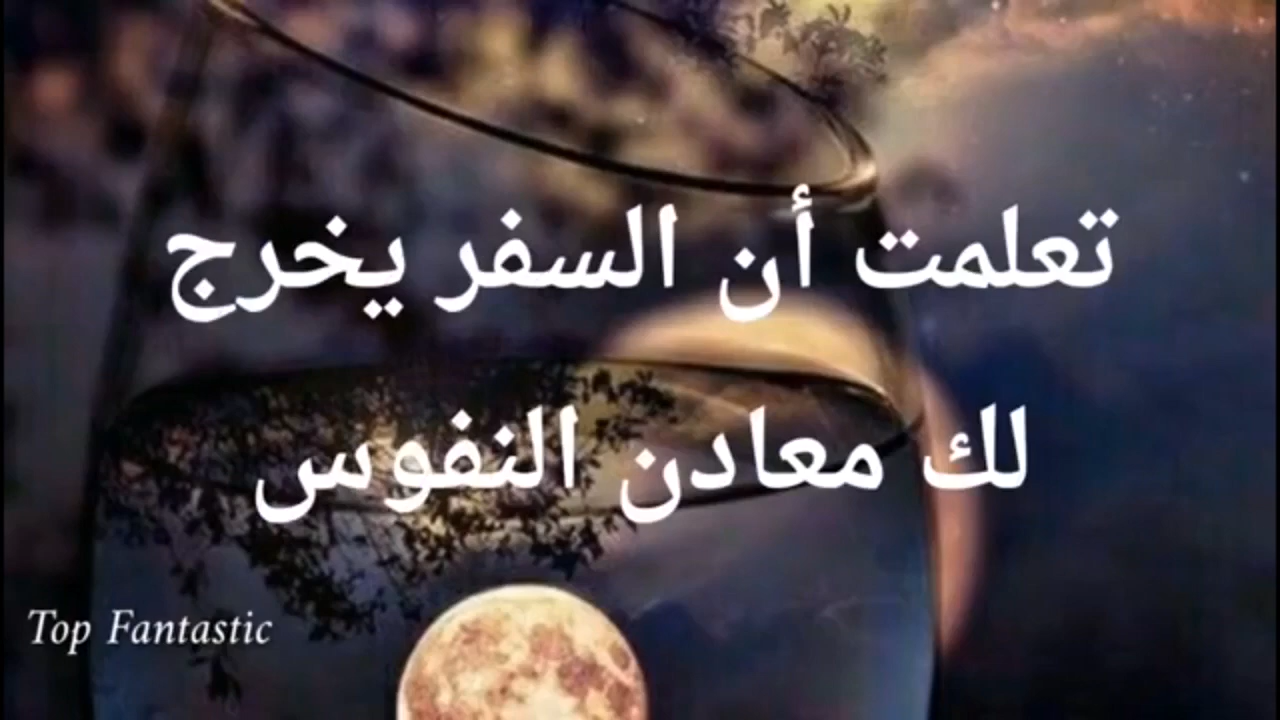 تعلمت أن السفر يخرج
لك معادن النفوس
Top Fantastic